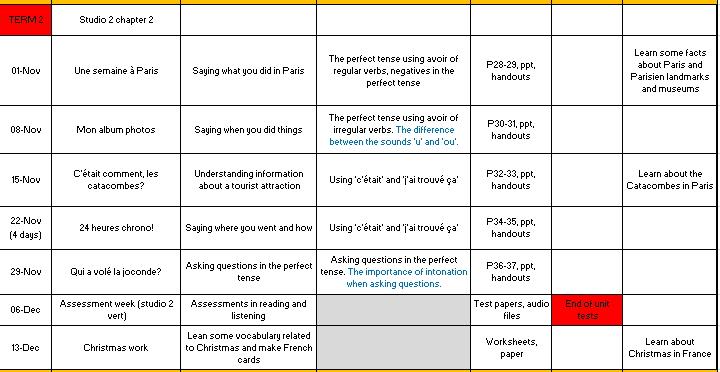 TERM 2
Studio 2 chapter 2
01-Nov
Une semaine à Paris
Saying what you did in Paris
The perfect tense using avoir of
regular verbs, negatives in the
perfect tense
P28-29, ppt,
handouts
Learn some facts
about Paris and
Parisien landmarks
and museums
08-Nov
Mon album photos
Saying when you did things
The perfect tense using avoir of
irregular verbs. The difference
between the sounds 'u' and 'ou'.
P30-31, ppt,
handouts
15-Nov
C'était comment, les
catacombes?
Understanding information
about a tourist attraction
Using 'c'était' and 'j'ai trouvé ça'
P32-33, ppt,
handouts
Learn about the
Catacombes in Paris
22-Nov
(4 days)
24 heures chrono!
Saying where you went and how
Using 'c'était' and 'j'ai trouvé ça'
P34-35, ppt,
handouts
29-Nov
Qui a volé la joconde?
Asking questions in the perfect
tense
Asking questions in the perfect
tense. The importance of intonation
when asking questions.
P36-37, ppt,
handouts
06-Dec
Assessment week (studio 2
vert)
Assessments in reading and
listening
Test papers, audio
files
End of unit
tests
13-Dec
Christmas work
Lean some vocabulary related
to Christmas and make French
cards
Worksheets,
paper
Learn about
Christmas in France